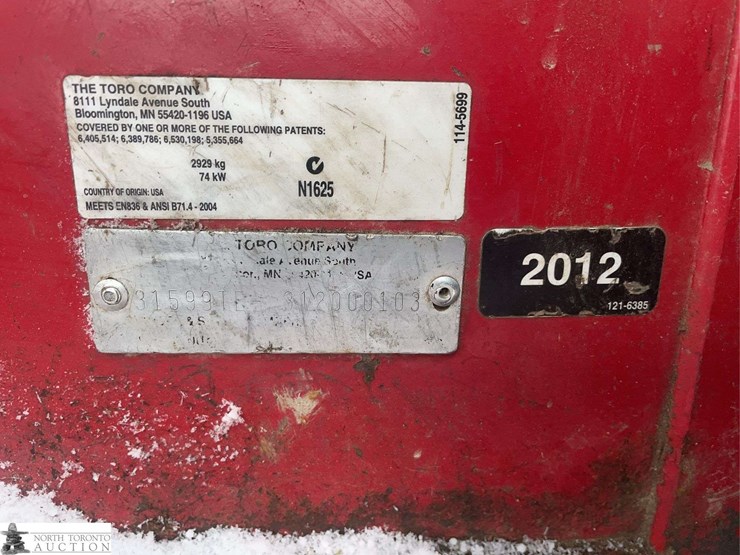 THE TORO COMPANY
8111 Lyndale Avenue South
Bloomington, MN 55420-1196 USA
COVERED BY ONE OR MORE OF THE FOLLOWING PATENTS:
6,405,514; 6,389,786; 6,530,198; 5,355,664
2929 kg
74 kW
N1625
COUNTRY OF ORIGIN: USA
MEETS EN836 & ANSI B71.4 - 2004
114-5699
TORO COMPANY
2012
121-6385
NORTH TORONTO
AUCTION